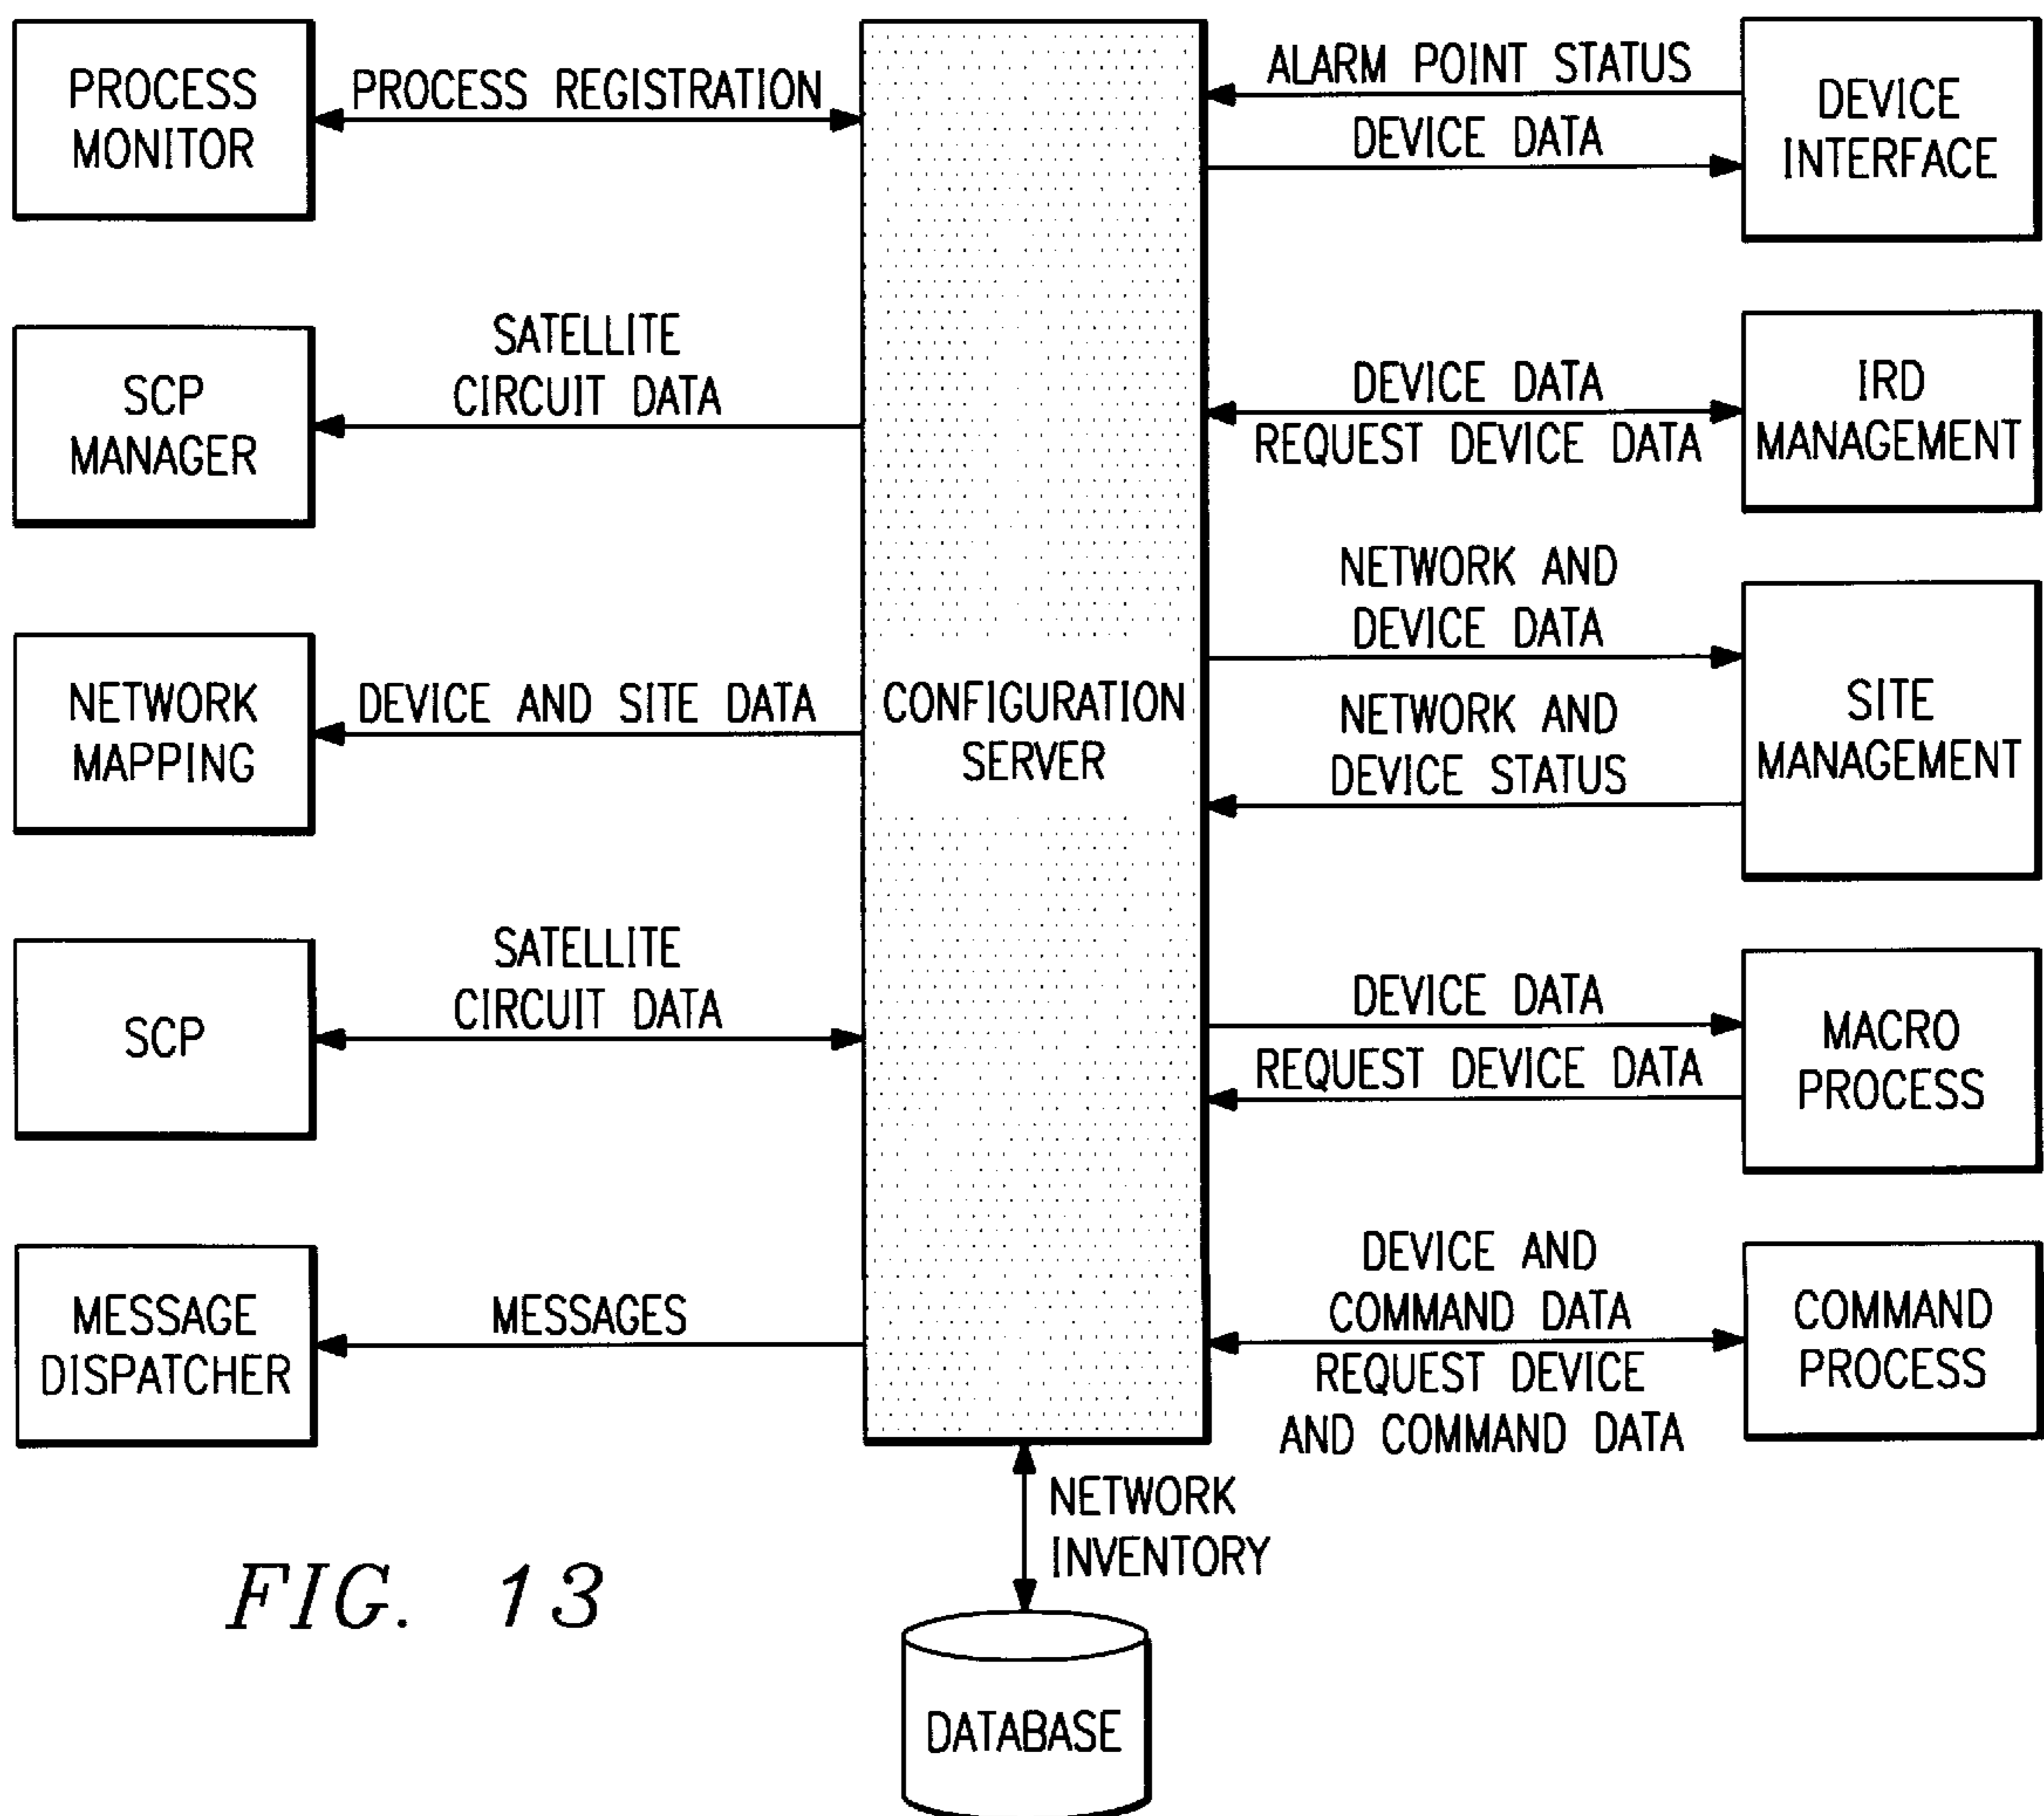 PROCESS
MONITOR
PROCESS REGISTRATION
SCP
MANAGER
SATELLITE
CIRCUIT DATA
NETWORK
MAPPING
DEVICE AND SITE DATA
SCP
SATELLITE
CIRCUIT DATA
MESSAGE
DISPATCHER
MESSAGES
CONFIGURATION
SERVER
ALARM POINT STATUS
DEVICE DATA
DEVICE
INTERFACE
DEVICE DATA
REQUEST DEVICE DATA
IRD
MANAGEMENT
NETWORK AND
DEVICE DATA
NETWORK AND
DEVICE STATUS
SITE
MANAGEMENT
DEVICE DATA
REQUEST DEVICE DATA
MACRO
PROCESS
DEVICE AND
COMMAND DATA
REQUEST DEVICE
AND COMMAND DATA
COMMAND
PROCESS
NETWORK
INVENTORY
DATABASE
FIG. 13